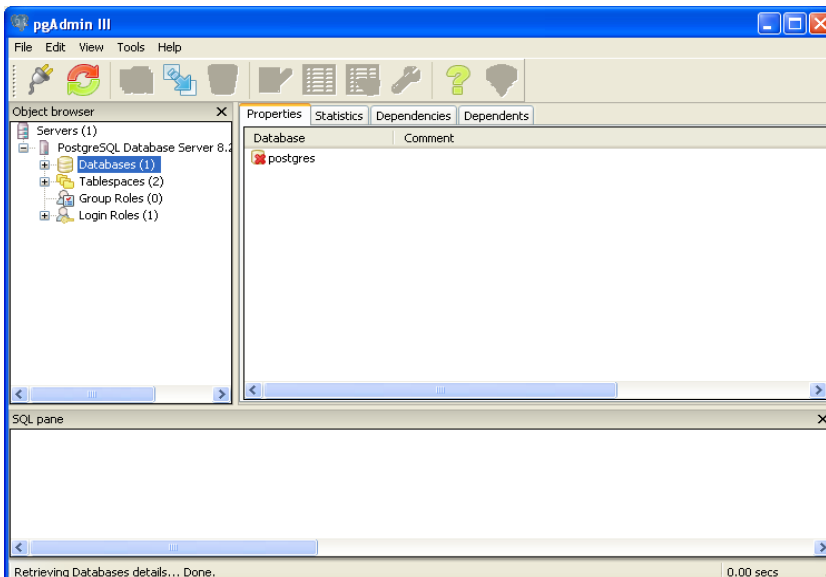 pgAdmin III
File Edit View Tools Help
Object browser
Servers (1)
PostgreSQL Database Server 8.2
Databases (1)
Tablespaces (2)
Group Roles (0)
Login Roles (1)
Properties Statistics Dependencies Dependents
Database Comment
postgres
SQL pane
Retrieving Databases details... Done. 0.00 secs